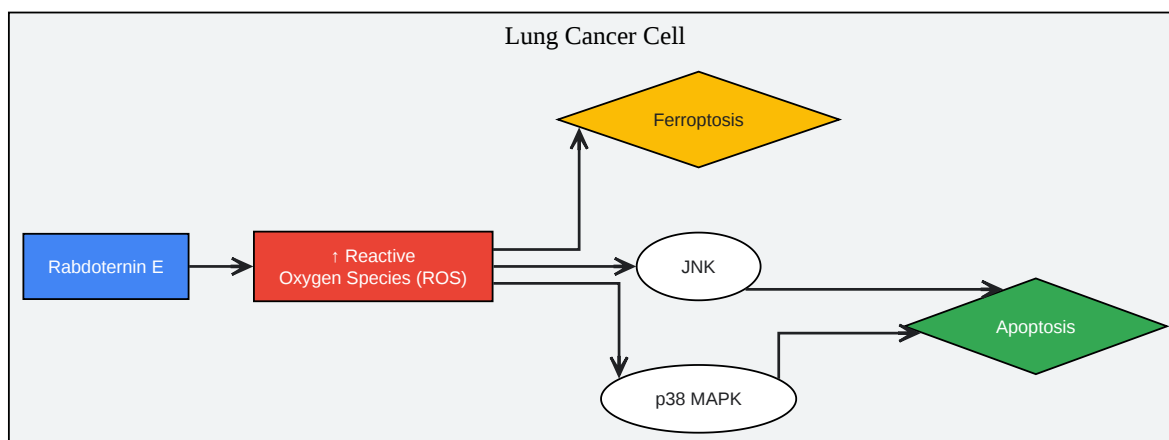 Lung Cancer Cell
Ferroptosis
Rabdoternin E
↑ Reactive
Oxygen Species (ROS)
JNK
Apoptosis
p38 MAPK